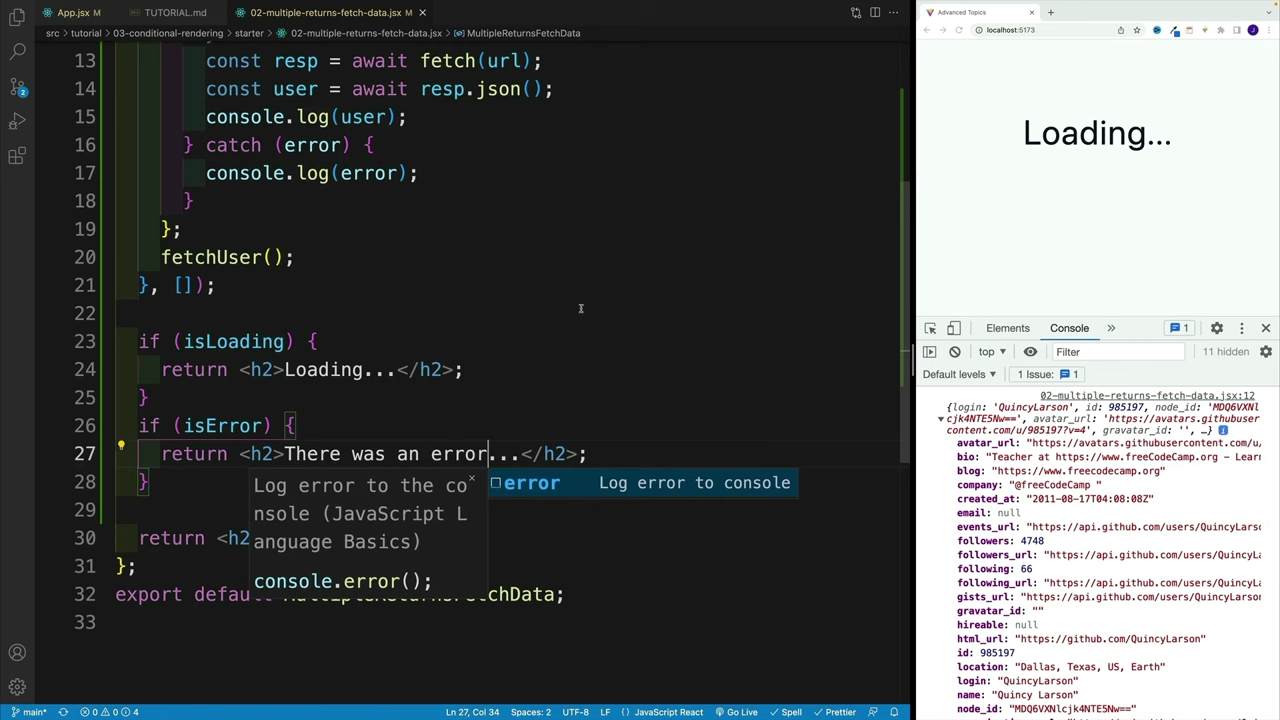 App.jsx M
TUTORIAL.md
02-multiple-returns-fetch-data.jsx M
src > tutorial > 03-conditional-rendering > starter > 02-multiple-returns-fetch-data.jsx > MultipleReturnsFetchData
13 const resp = await fetch(url);
14 const user = await resp.json();
15 console.log(user);
16 } catch (error) {
17 console.log(error);
18 }
19 };
20 fetchUser();
21 }, []);
22
23 if (isLoading) {
24 return <h2>Loading...</h2>;
25 }
26 if (isError) {
27 return <h2>There was an error...</h2>;
28 }
29
30 return <h2
31 };
32 export default MultipleReturnsFetchData;
33
Log error to the co
nsole (JavaScript L
anguage Basics)
console.error();
error Log error to console
2
main*
0 0 4
Ln 27, Col 34
Spaces: 2
UTF-8
LF
{} JavaScript React
Go Live
Spell
Prettier
Advanced Topics
localhost:5173
J
Loading...
Elements
Console
1
top
Filter
11 hidden
Default levels
1 Issue: 1
02-multiple-returns-fetch-data.jsx:12
{login: 'QuincyLarson', id: 985197, node_id: 'MDQ6VXNl
cjk4NTE5Nw==', avatar_url: 'https://avatars.githubuser
content.com/u/985197?v=4', gravatar_id: '', …}
avatar_url: "https://avatars.githubusercontent.com/u/
bio: "Teacher at https://www.freeCodeCamp.org – Lear
blog: "https://www.freecodecamp.org"
company: "@freeCodeCamp "
created_at: "2011-08-17T04:08:08Z"
email: null
events_url: "https://api.github.com/users/QuincyLarso
followers: 4748
followers_url: "https://api.github.com/users/QuincyLa
following: 66
following_url: "https://api.github.com/users/QuincyLa
gists_url: "https://api.github.com/users/QuincyLarson
gravatar_id: ""
hireable: null
html_url: "https://github.com/QuincyLarson"
id: 985197
location: "Dallas, Texas, US, Earth"
login: "QuincyLarson"
name: "Quincy Larson"
node_id: "MDQ6VXNlcjk4NTE5Nw=="